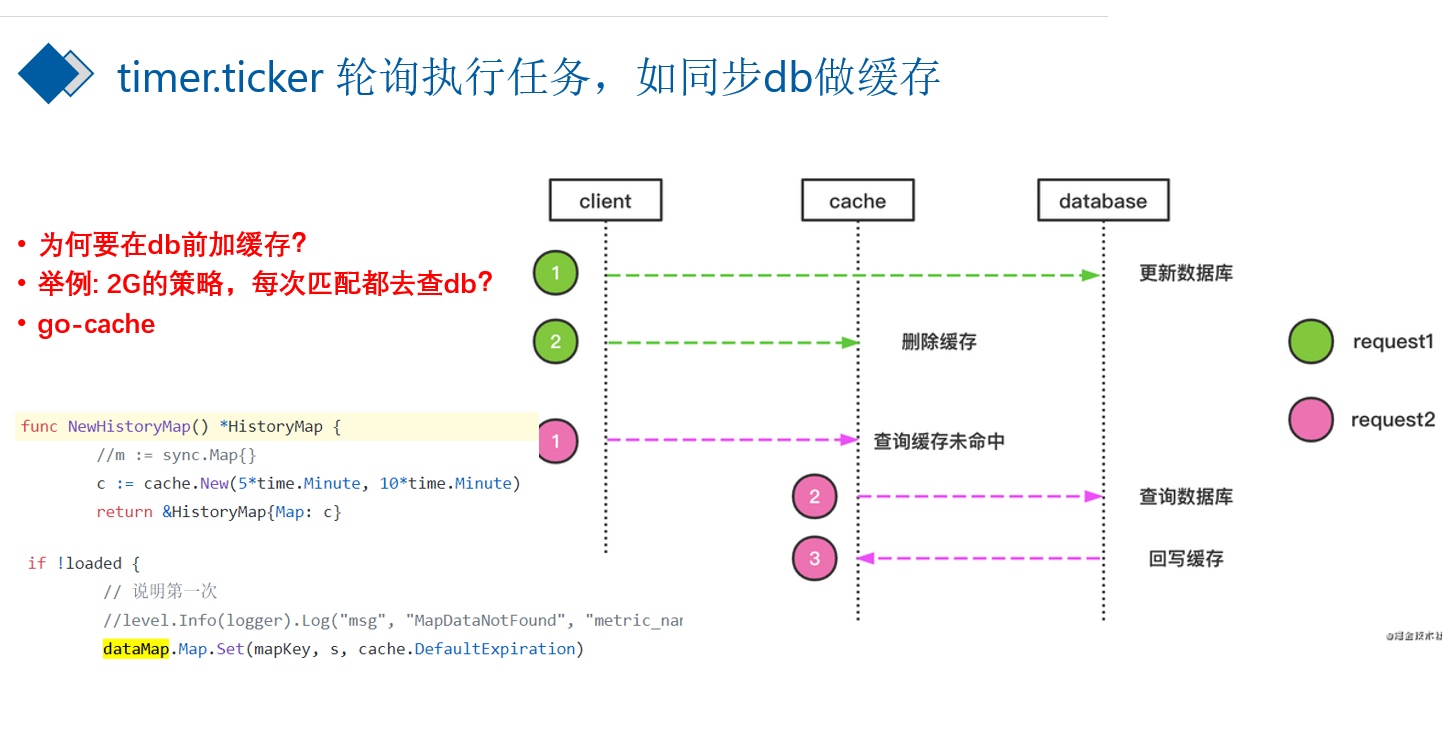 timer.ticker 轮询执行任务，如同步db做缓存
• 为何要在db前加缓存？
• 举例: 2G的策略，每次匹配都去查db？
• go-cache
func NewHistoryMap() *HistoryMap {
//m := sync.Map{}
c := cache.New(5*time.Minute, 10*time.Minute)
return &HistoryMap{Map: c}
if !loaded {
// 说明第一次
//level.Info(logger).Log("msg", "MapDataNotFound", "metric_nar
dataMap.Map.Set(mapKey, s, cache.DefaultExpiration)
client
cache
database
1
更新数据库
2
删除缓存
1
查询缓存未命中
2
查询数据库
3
回写缓存
request1
request2
@掘金技术社